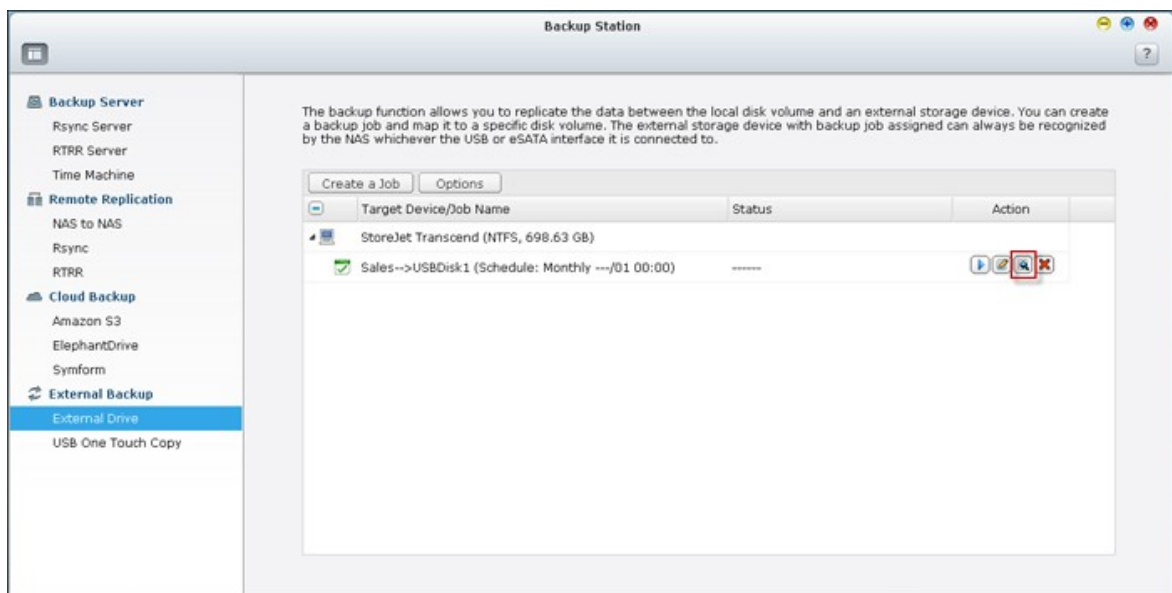 Backup Station
?
Backup Server
Rsync Server
RTRR Server
Time Machine
Remote Replication
NAS to NAS
Rsync
RTRR
Cloud Backup
Amazon S3
ElephantDrive
Symform
External Backup
External Drive
USB One Touch Copy
The backup function allows you to replicate the data between the local disk volume and an external storage device. You can create
a backup job and map it to a specific disk volume. The external storage device with backup job assigned can always be recognized
by the NAS whichever the USB or eSATA interface it is connected to.
Create a Job Options
Target Device/Job Name Status Action
StoreJet Transcend (NTFS, 698.63 GB)
Sales-->USBDisk1 (Schedule: Monthly ---/01 00:00) ------